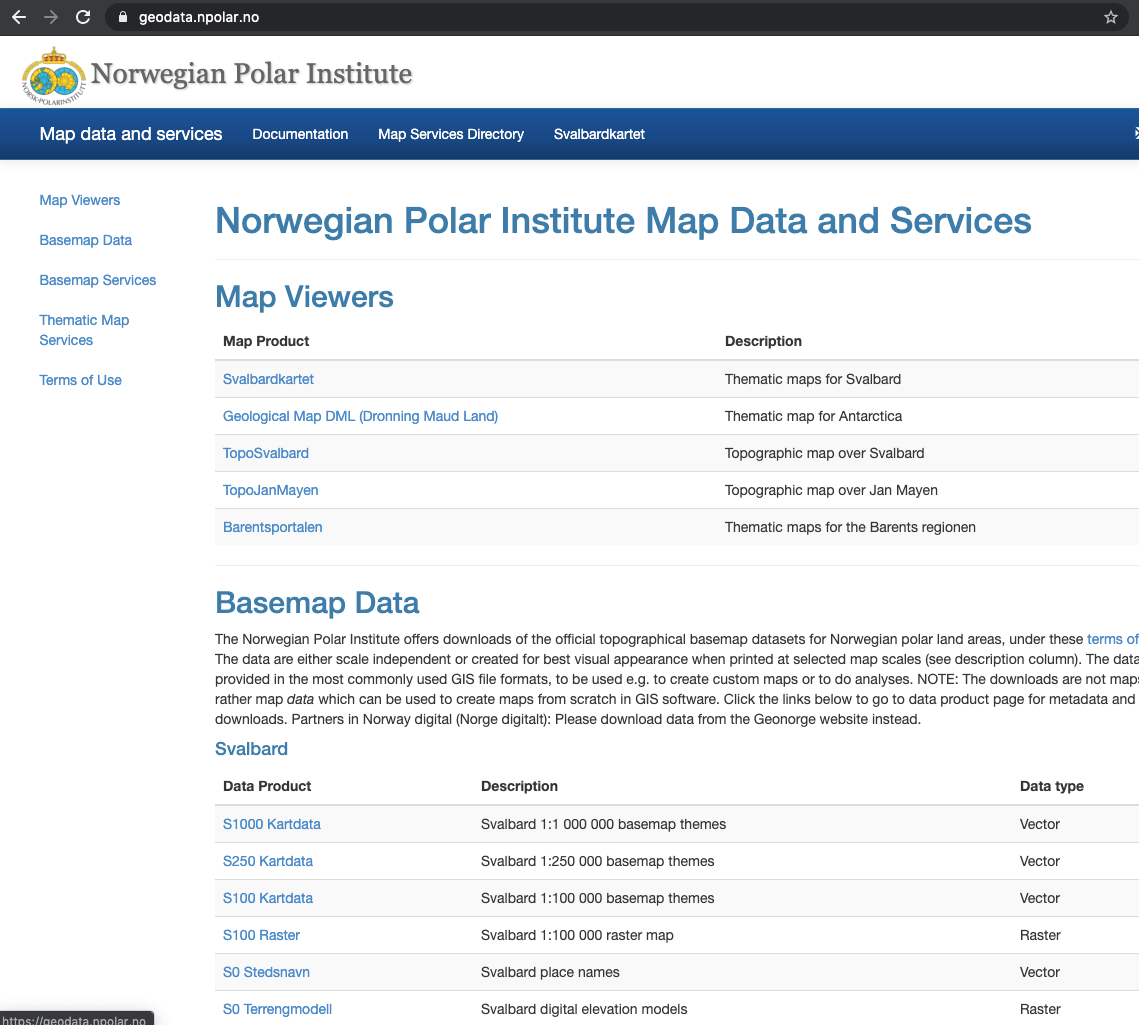 geodata.npolar.no
NORSK-POLARINSTITUTT
Norwegian Polar Institute
Map data and services Documentation Map Services Directory Svalbardkartet
Map Viewers
Basemap Data
Basemap Services
Thematic Map
Services
Terms of Use
Norwegian Polar Institute Map Data and Services
Map Viewers
Map Product Description
Svalbardkartet Thematic maps for Svalbard
Geological Map DML (Dronning Maud Land) Thematic map for Antarctica
TopoSvalbard Topographic map over Svalbard
TopoJanMayen Topographic map over Jan Mayen
Barentsportalen Thematic maps for the Barents regionen
Basemap Data
The Norwegian Polar Institute offers downloads of the official topographical basemap datasets for Norwegian polar land areas, under these terms of
The data are either scale independent or created for best visual appearance when printed at selected map scales (see description column). The data
provided in the most commonly used GIS file formats, to be used e.g. to create custom maps or to do analyses. NOTE: The downloads are not maps
rather map data which can be used to create maps from scratch in GIS software. Click the links below to go to data product page for metadata and
downloads. Partners in Norway digital (Norge digitalt): Please download data from the Geonorge website instead.
Svalbard
Data Product Description Data type
S1000 Kartdata Svalbard 1:1 000 000 basemap themes Vector
S250 Kartdata Svalbard 1:250 000 basemap themes Vector
S100 Kartdata Svalbard 1:100 000 basemap themes Vector
S100 Raster Svalbard 1:100 000 raster map Raster
S0 Stedsnavn Svalbard place names Vector
S0 Terrengmodell Svalbard digital elevation models Raster
https://geodata.npolar.no